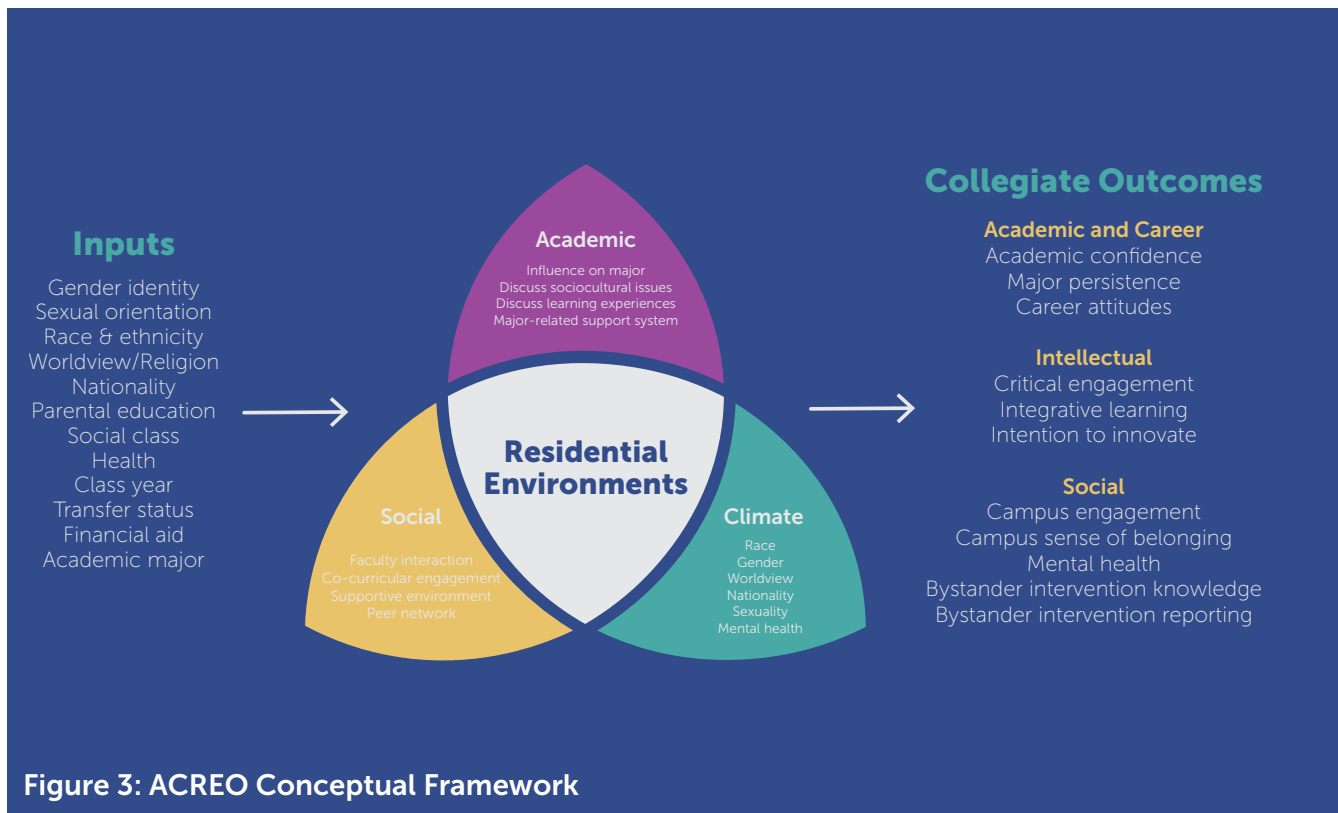 Inputs
Gender identity
Sexual orientation
Race & ethnicity
Worldview/Religion
Nationality
Parental education
Social class
Health
Class year
Transfer status
Financial aid
Academic major
Academic
Influence on major
Discuss sociocultural issues
Discuss learning experiences
Major-related support system
Residential
Environments
Social
Faculty interaction
Co-curricular engagement
Supportive environment
Peer network
Climate
Race
Gender
Worldview
Nationality
Sexuality
Mental health
Collegiate Outcomes
Academic and Career
Academic confidence
Major persistence
Career attitudes
Intellectual
Critical engagement
Integrative learning
Intention to innovate
Social
Campus engagement
Campus sense of belonging
Mental health
Bystander intervention knowledge
Bystander intervention reporting
Figure 3: ACREO Conceptual Framework